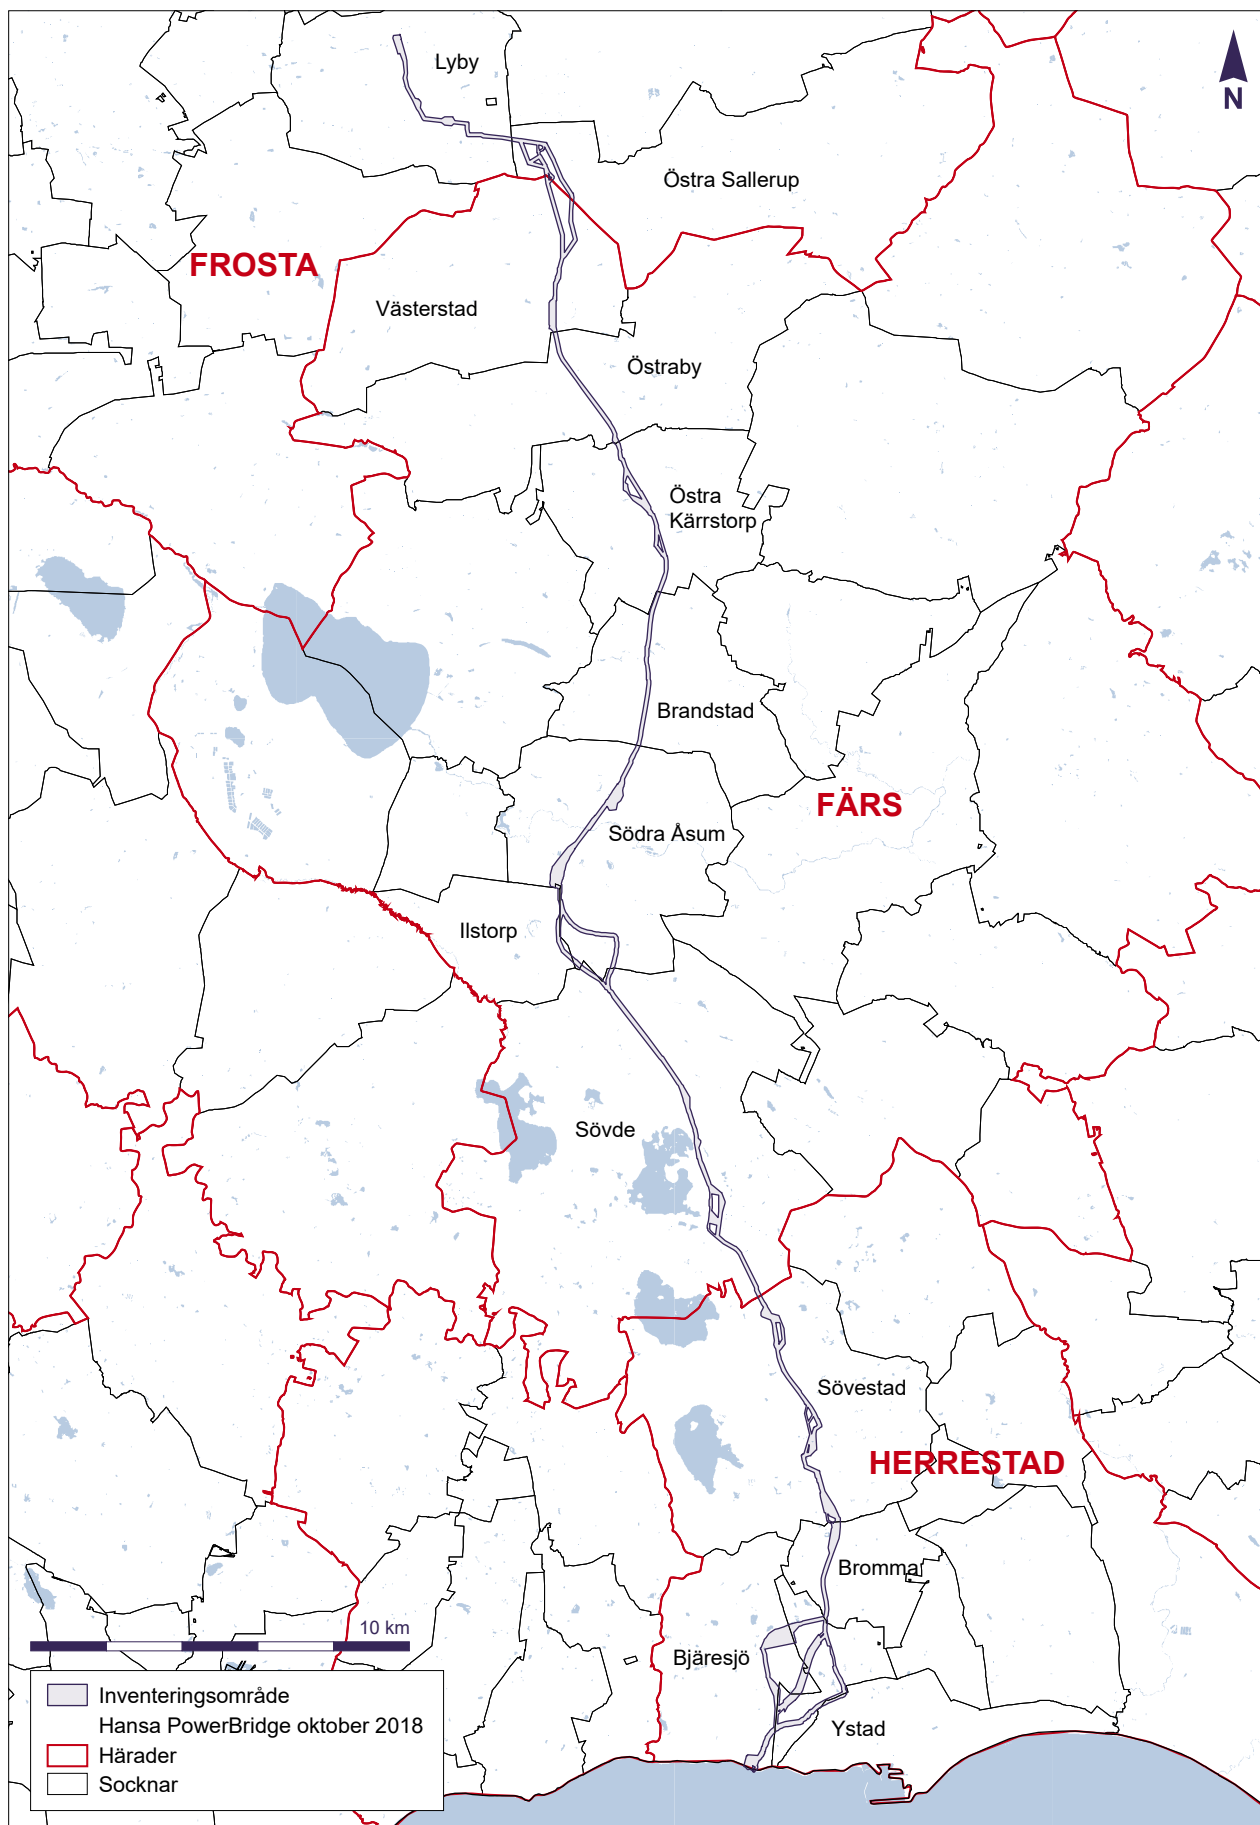 Lyby
N
Östra Sallerup
FROSTA
Västerstad
Östraby
Östra
Kärrstorp
Brandstad
FÄRS
Södra Åsum
Ilstorp
Sövde
Sövestad
HERRESTAD
Bromma
Bjäresjö
Ystad
10 km
Inventeringsområde
Hansa PowerBridge oktober 2018
Härader
Socknar